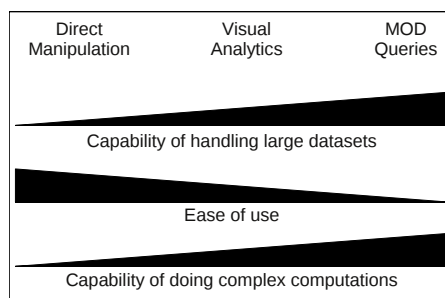 Direct Manipulation
Visual Analytics
MOD Queries
Capability of handling large datasets
Ease of use
Capability of doing complex computations